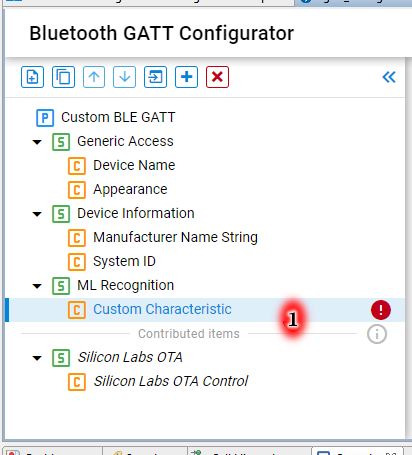 Bluetooth GATT Configurator
P Custom BLE GATT
S Generic Access
C Device Name
C Appearance
S Device Information
C Manufacturer Name String
C System ID
S ML Recognition
C Custom Characteristic
1
Contributed items
S Silicon Labs OTA
C Silicon Labs OTA Control